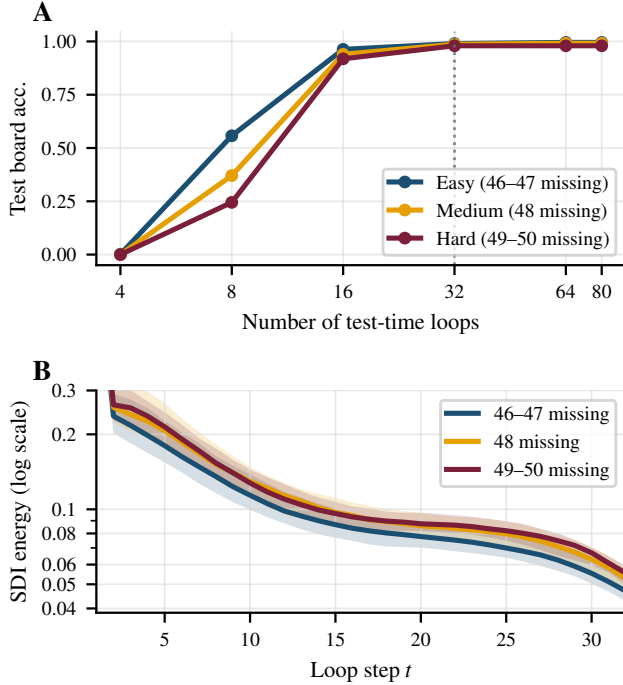 A
Test board acc.
1.00
0.75
0.50
0.25
0.00
Easy (46–47 missing)
Medium (48 missing)
Hard (49–50 missing)
4
8
16
32
64
80
Number of test-time loops
B
SDI energy (log scale)
0.3
0.2
0.1
0.08
0.06
0.05
0.04
46–47 missing
48 missing
49–50 missing
5
10
15
20
25
30
Loop step t